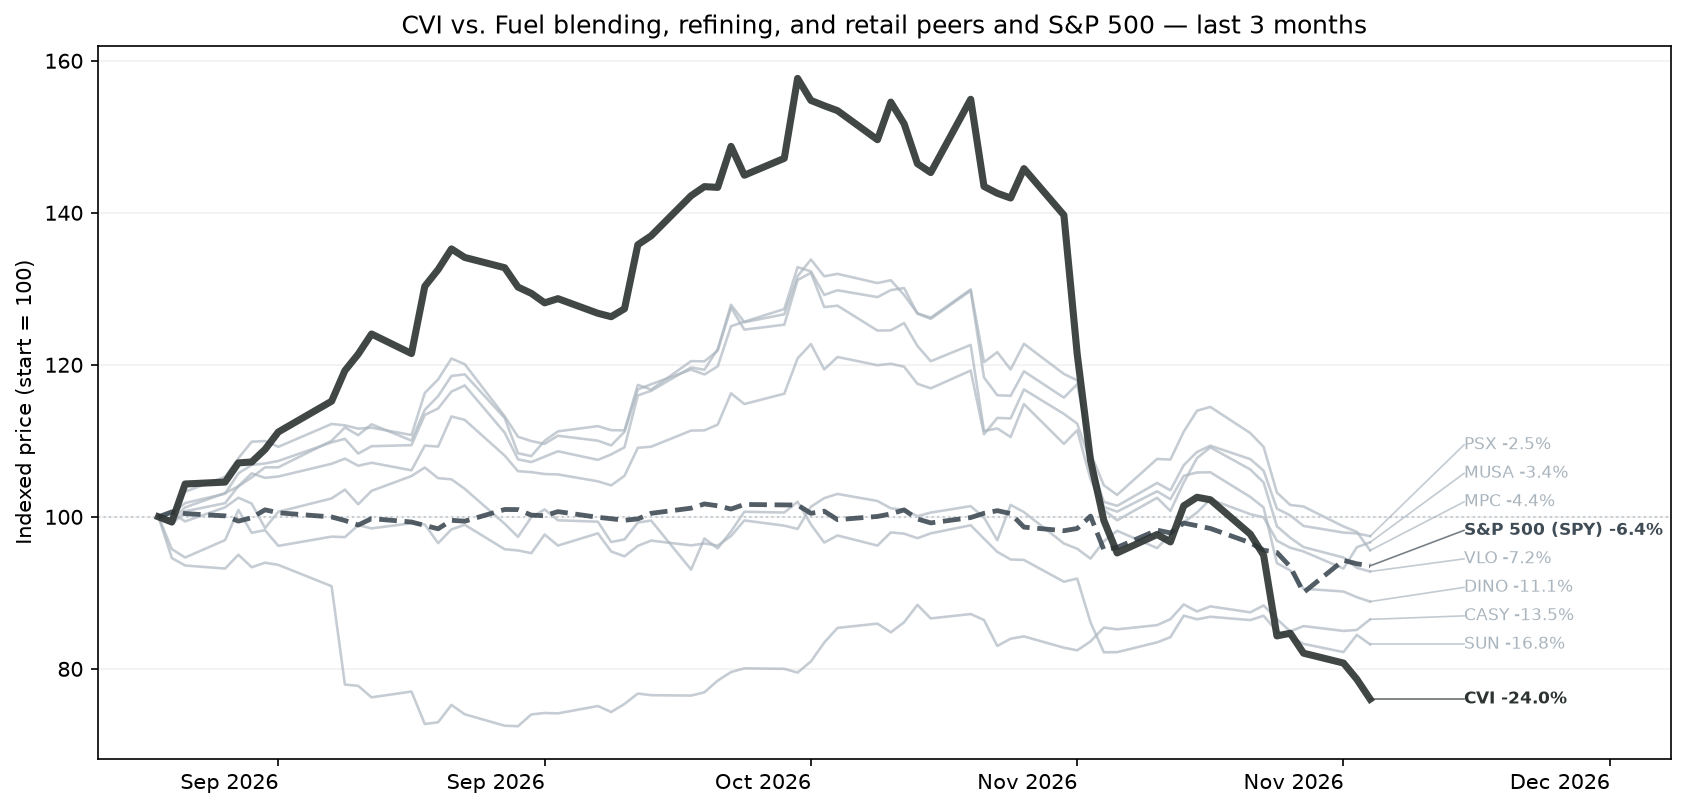 CVI vs. Fuel blending, refining, and retail peers and S&P 500 — last 3 months
Indexed price (start = 100)
160
140
120
100
80
PSX -2.5%
MUSA -3.4%
MPC -4.4%
S&P 500 (SPY) -6.4%
VLO -7.2%
DINO -11.1%
CASY -13.5%
SUN -16.8%
CVI -24.0%
Sep 2026
Sep 2026
Oct 2026
Nov 2026
Nov 2026
Dec 2026